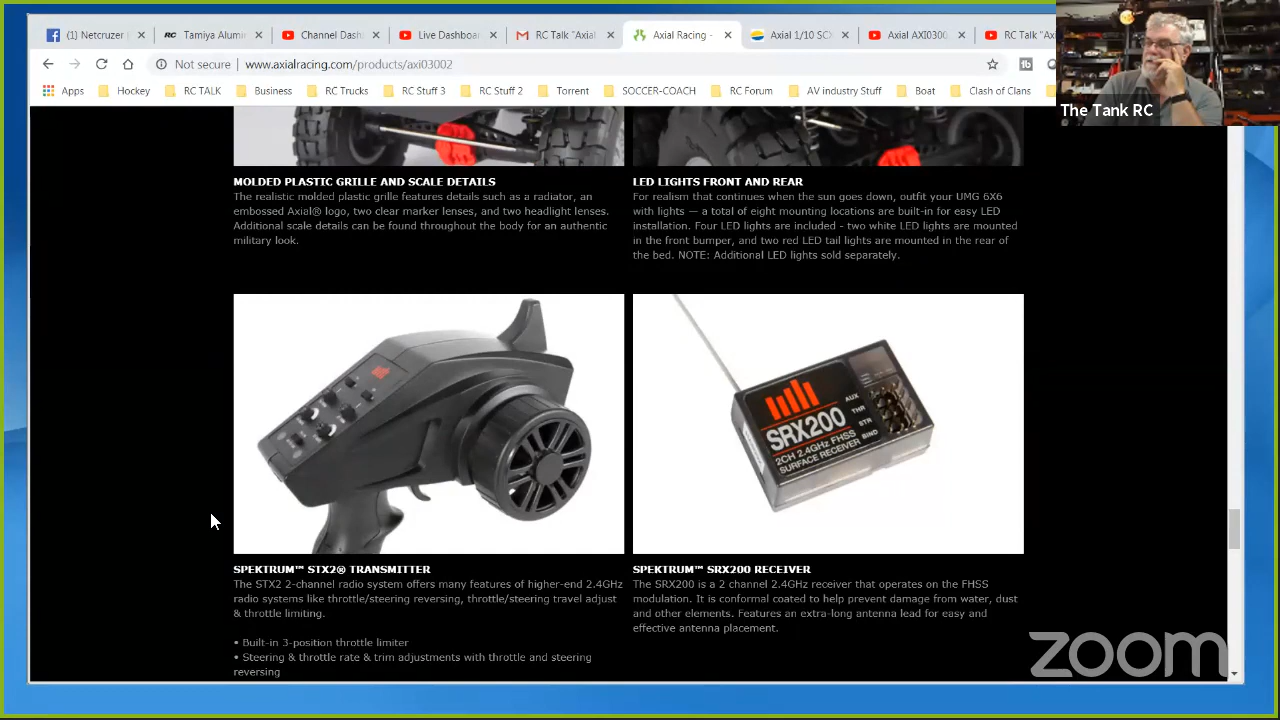 (1) Netcruzer
Tamiya Alumi
Channel Dash
Live Dashboa
RC Talk "Axial
Axial Racing -
Axial 1/10 SCX
Axial AXI0300
RC Talk "Ax
Not secure | www.axialracing.com/products/axi03002
Apps Hockey RC TALK Business RC Truc RC Stuff 3 RC Stuff 2 Torrent SOCCER-COACH RC Forum AV industry Stuff Boat Clash of Clans
The Tank RC
MOLDED PLASTIC GRILLE AND SCALE DETAILS
The realistic molded plastic grille features details such as a radiator, an
embossed Axial® logo, two clear marker lenses, and two headlight lenses.
Additional scale details can be found throughout the body for an authentic
military look.
LED LIGHTS FRONT AND REAR
For realism that continues when the sun goes down, outfit your UMG 6X6
with lights — a total of eight mounting locations are built-in for easy LED
installation. Four LED lights are included - two white LED lights are mounted
in the front bumper, and two red LED tail lights are mounted in the rear of
the bed. NOTE: Additional LED lights sold separately.
SRX200
2CH 2.4GHz FHSS
SURFACE RECEIVER
AUX
THR
STR
BIND
SPEKTRUM™ STX2® TRANSMITTER
The STX2 2-channel radio system offers many features of higher-end 2.4GHz
radio systems like throttle/steering reversing, throttle/steering travel adjust
& throttle limiting.
• Built-in 3-position throttle limiter
• Steering & throttle rate & trim adjustments with throttle and steering
reversing
SPEKTRUM™ SRX200 RECEIVER
The SRX200 is a 2 channel 2.4GHz receiver that operates on the FHSS
modulation. It is conformal coated to help prevent damage from water, dust
and other elements. Features an extra-long antenna lead for easy and
effective antenna placement.
zoom